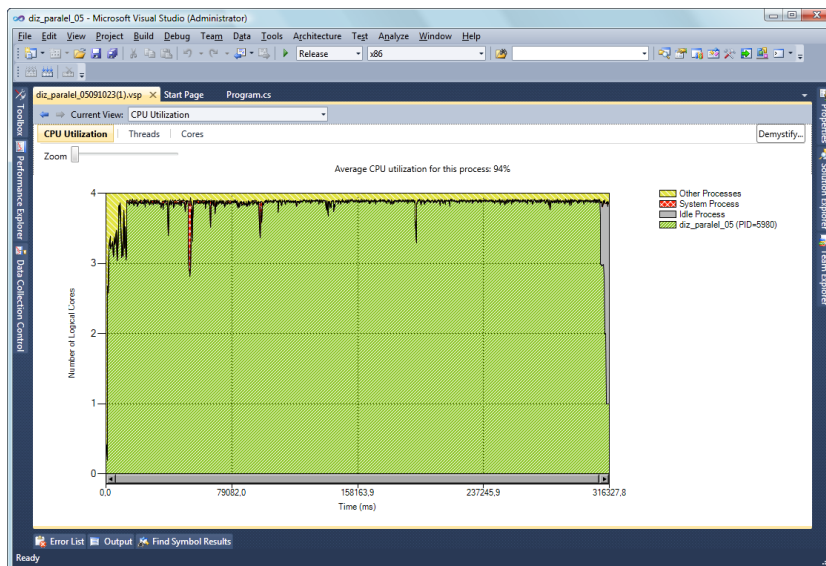 diz_paralel_05 - Microsoft Visual Studio (Administrator)
File Edit View Project Build Debug Team Data Tools Architecture Test Analyze Window Help
Release x86
diz_paralel_05091023(1).vsp Start Page Program.cs
Current View: CPU Utilization
CPU Utilization Threads Cores Demystify...
Zoom
Average CPU utilization for this process: 94%
Other Processes
System Process
Idle Process
diz_paralel_05 (PID=5980)
Number of Logical Cores
4
3
2
1
0
0.0 79082.0 158163.9 237245.9 316327.8
Time (ms)
Toolbox
Performance Explorer
Data Collection Control
Properties
Solution Explorer
Team Explorer
Error List Output Find Symbol Results
Ready